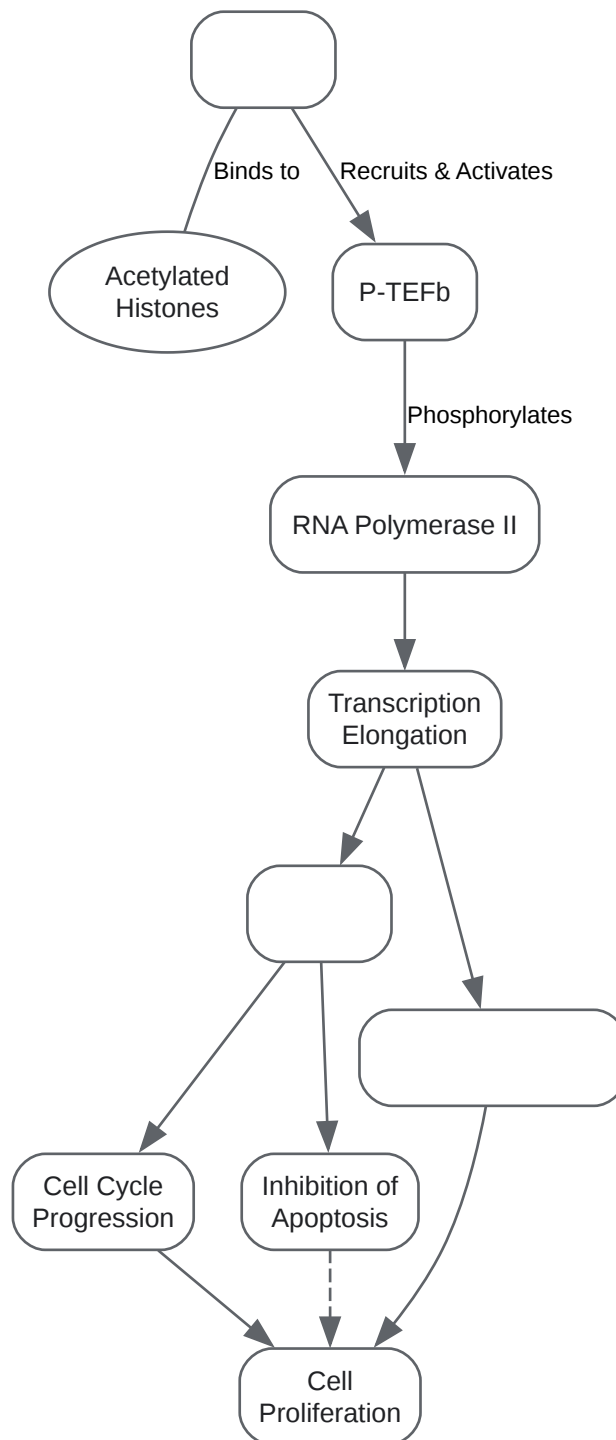 Binds to
Recruits & Activates
Acetylated
Histones
P-TEFb
Phosphorylates
RNA Polymerase II
Transcription
Elongation
Cell Cycle
Progression
Inhibition of
Apoptosis
Cell
Proliferation